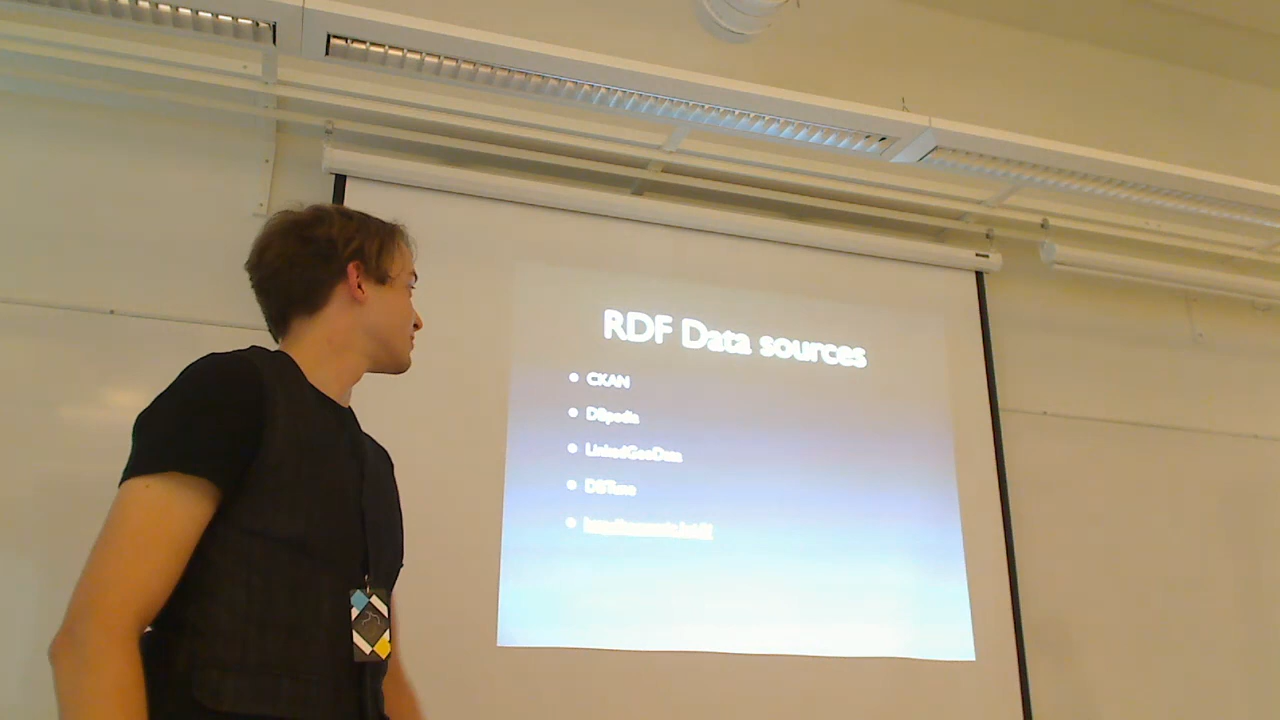 RDF Data sources
CKAN
DBpedia
LinkedGeoData
DBTune